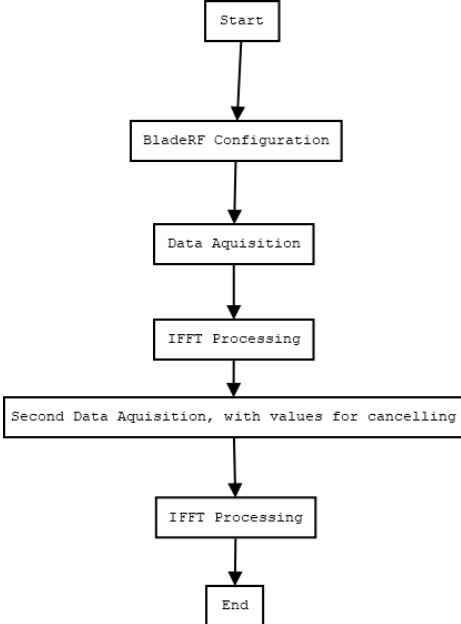 Start
BladeRF Configuration
Data Aquisition
IFFT Processing
Second Data Aquisition, with values for cancelling
IFFT Processing
End